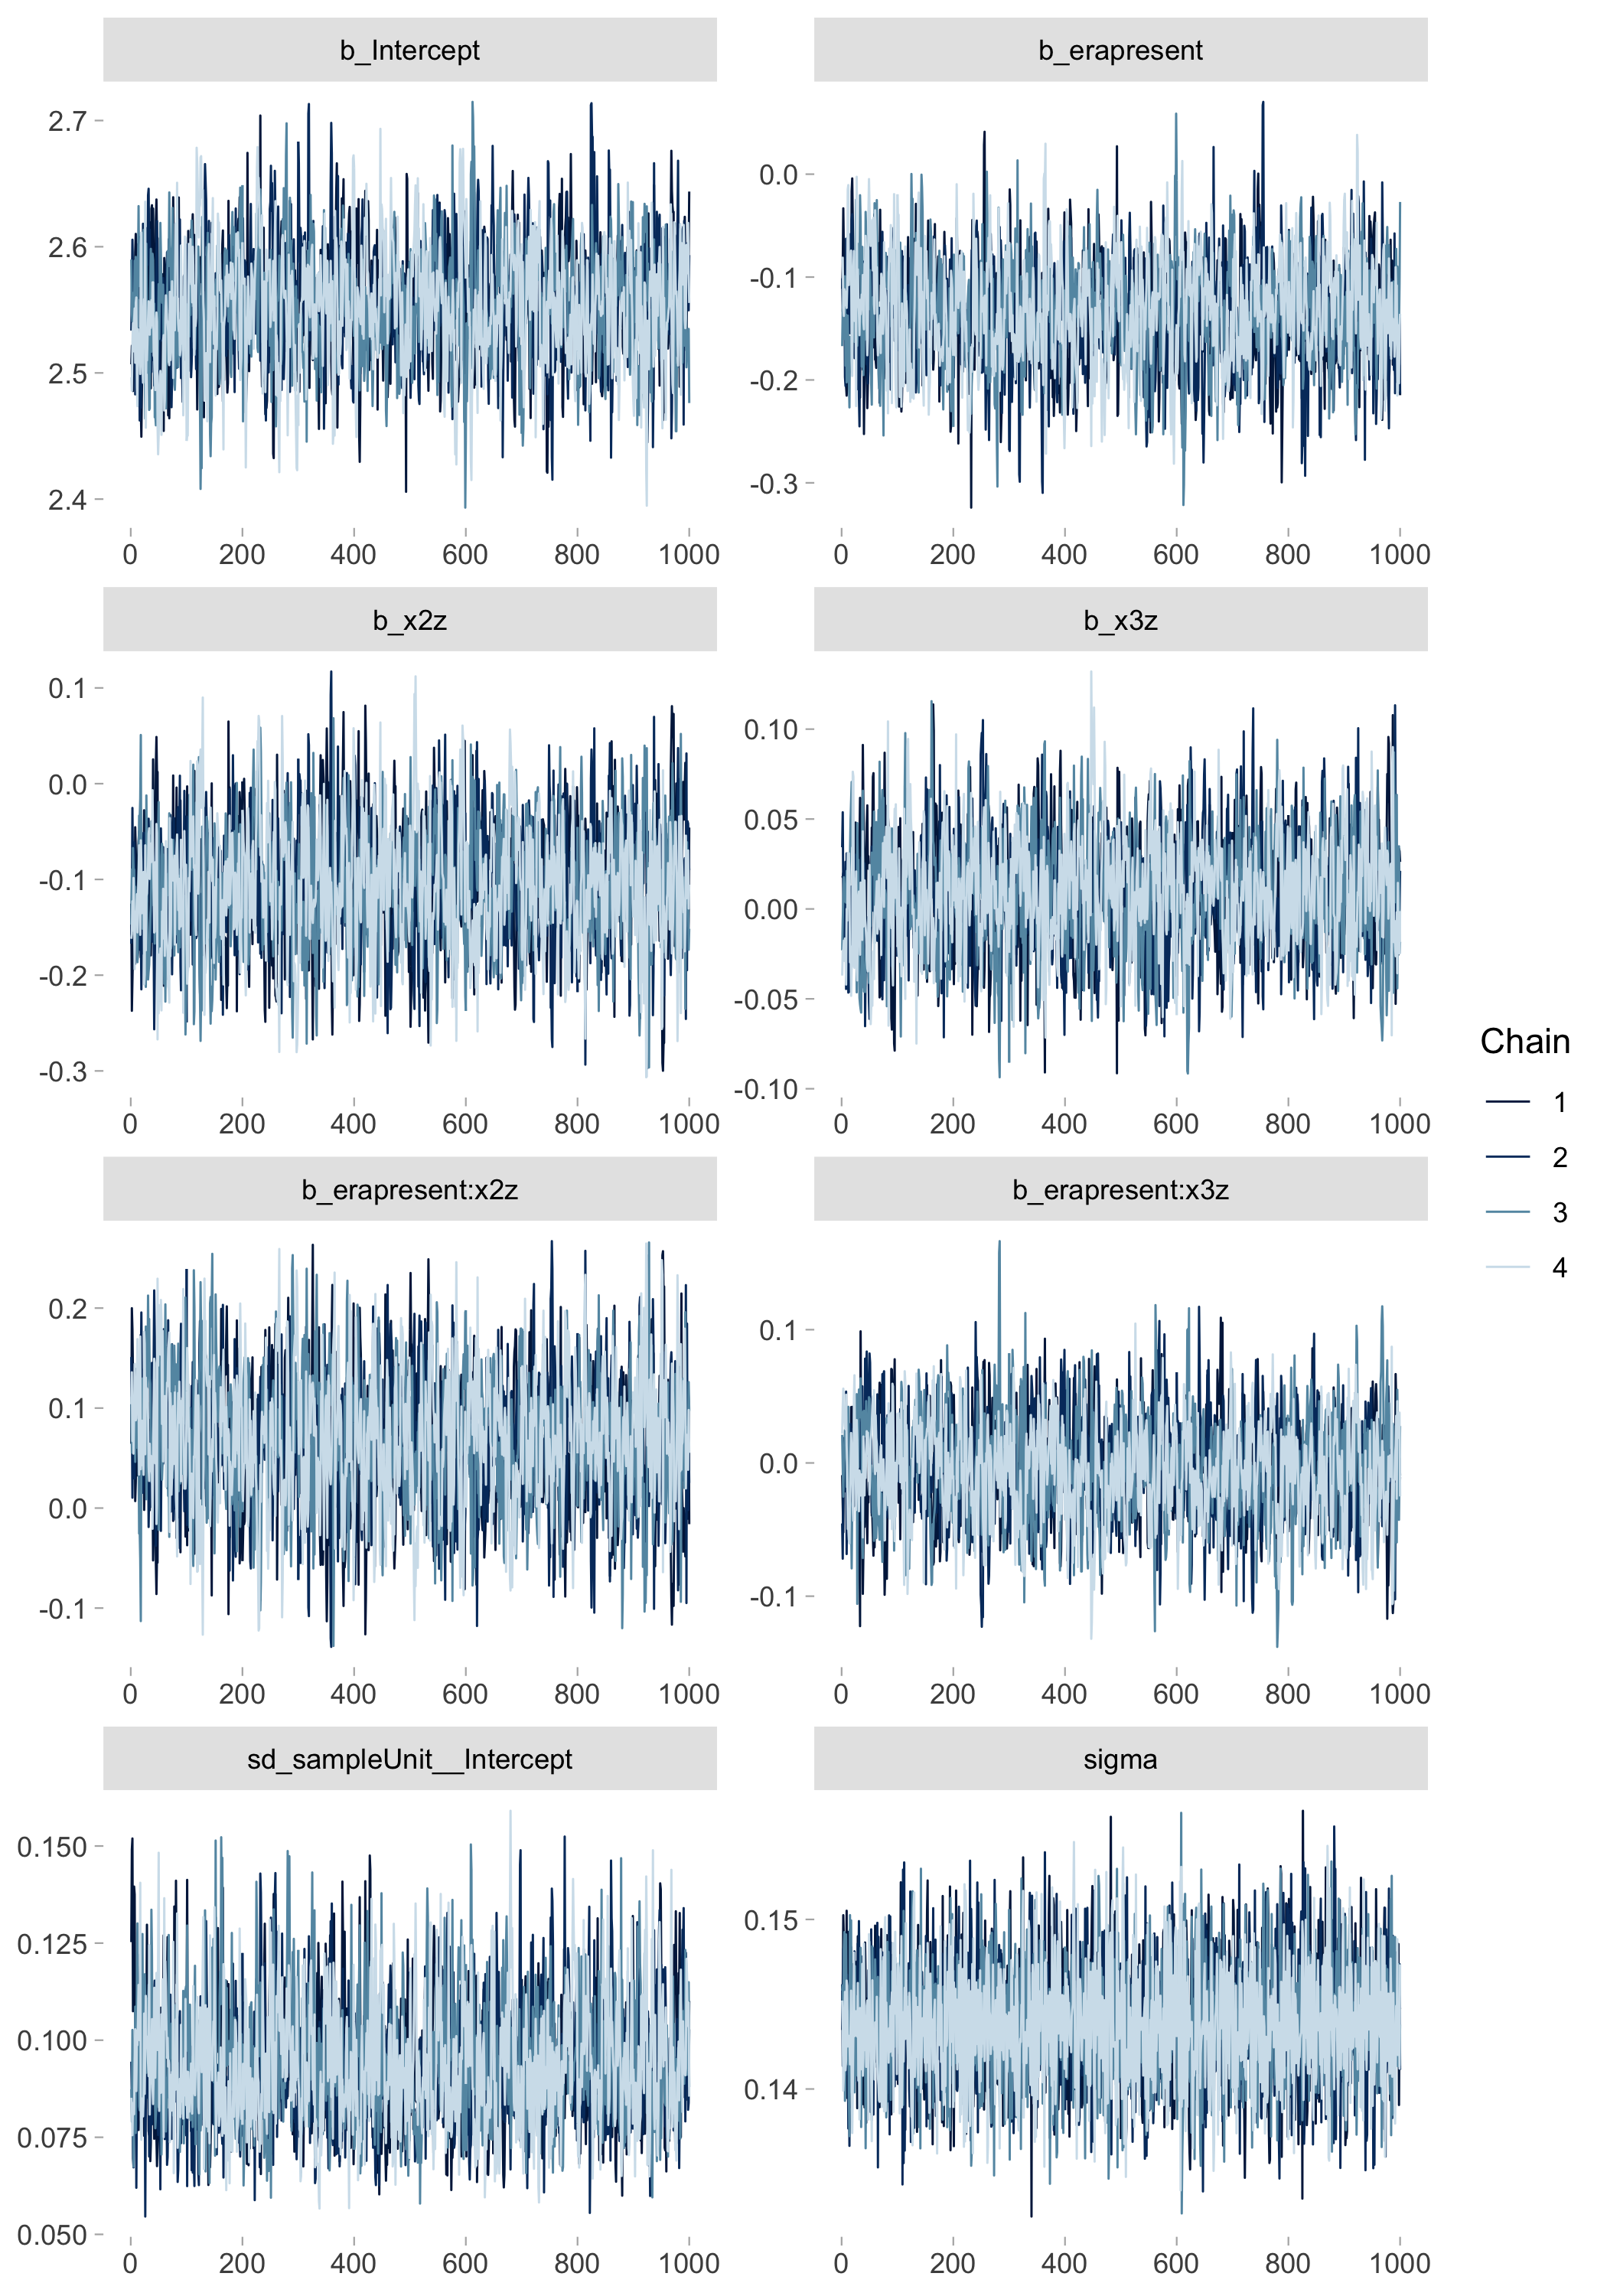 b_Intercept
b_erapresent
2.7
2.6
2.5
2.4
0.0
-0.1
-0.2
-0.3
0 200 400 600 800 1000
0 200 400 600 800 1000
b_x2z
b_x3z
0.1
0.0
-0.1
-0.2
-0.3
0.10
0.05
0.00
-0.05
-0.10
0 200 400 600 800 1000
0 200 400 600 800 1000
b_erapresent:x2z
b_erapresent:x3z
0.2
0.1
0.0
-0.1
0.1
0.0
-0.1
0 200 400 600 800 1000
0 200 400 600 800 1000
sd_sampleUnit__Intercept
sigma
0.150
0.125
0.100
0.075
0.050
0.15
0.14
0 200 400 600 800 1000
0 200 400 600 800 1000
Chain
1
2
3
4